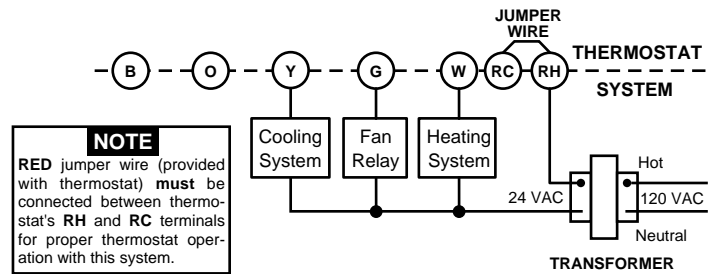 JUMPER
WIRE
THERMOSTAT
B O Y G W RC RH
SYSTEM
NOTE
RED jumper wire (provided
with thermostat) must be
connected between thermo-
stat's RH and RC terminals
for proper thermostat oper-
ation with this system.
Cooling
System
Fan
Relay
Heating
System
Hot
24 VAC
120 VAC
Neutral
TRANSFORMER